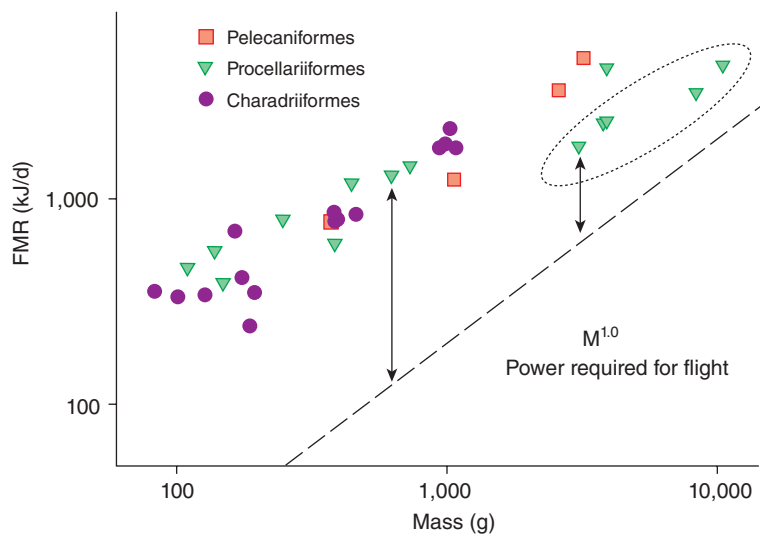 Pelecaniformes
Procellariiformes
Charadriiformes
FMR (kJ/d)
1,000
100
M^1.0
Power required for flight
100
1,000
10,000
Mass (g)